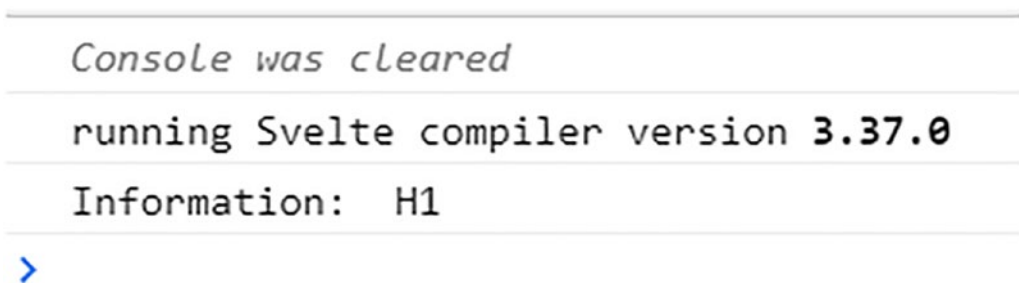 Console was cleared
running Svelte compiler version 3.37.0
Information:  H1